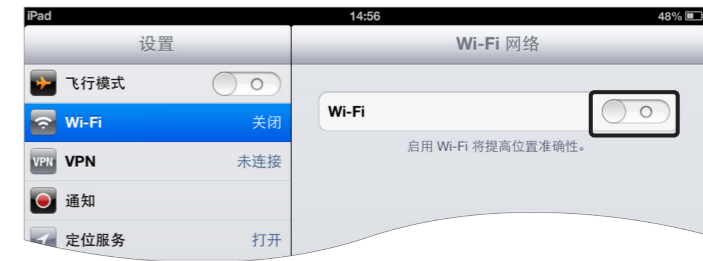 iPad 14:56 48%
设置
Wi-Fi 网络
飞行模式
Wi-Fi 关闭
VPN VPN 未连接
通知
定位服务 打开
Wi-Fi
启用 Wi-Fi 将提高位置准确性。